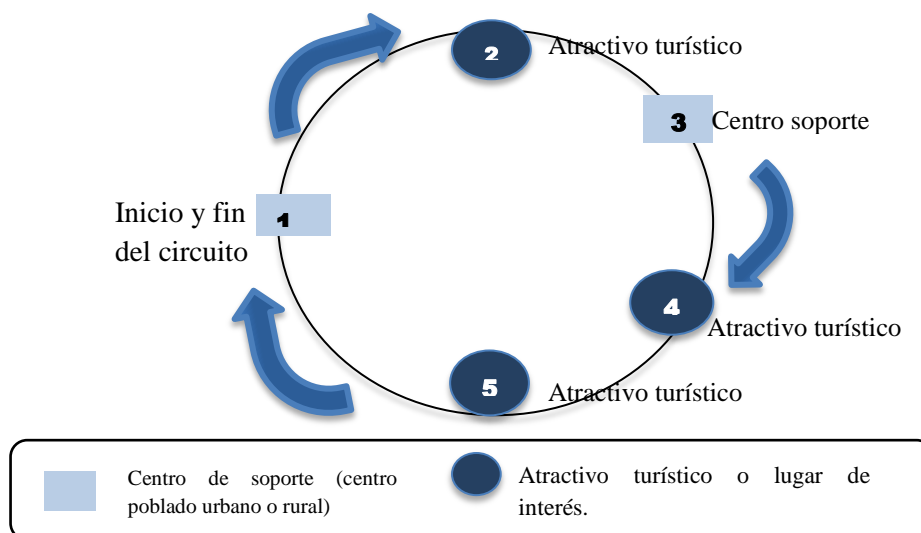 2
Atractivo turístico
3
Centro soporte
Inicio y fin
del circuito
1
4
Atractivo turístico
5
Atractivo turístico
Centro de soporte (centro
poblado urbano o rural)
Atractivo turístico o lugar de
interés.